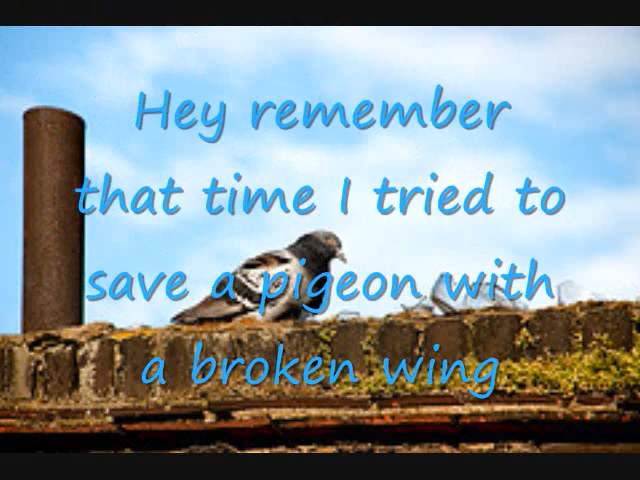 Hey remember
that time I tried to
save a pigeon with
a broken wing